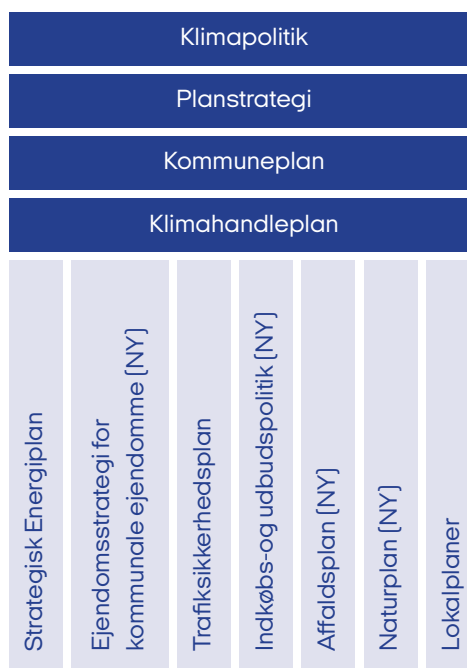 Klimapolitik
Planstrategi
Kommuneplan
Klimahandleplan
Strategisk Energiplan
Ejendomsstrategi for
kommunale ejendomme (NY)
Trafiksikkerhedsplan
Indkøbs-og udbudspolitik (NY)
Affaldsplan (NY)
Naturplan (NY)
Lokalplaner